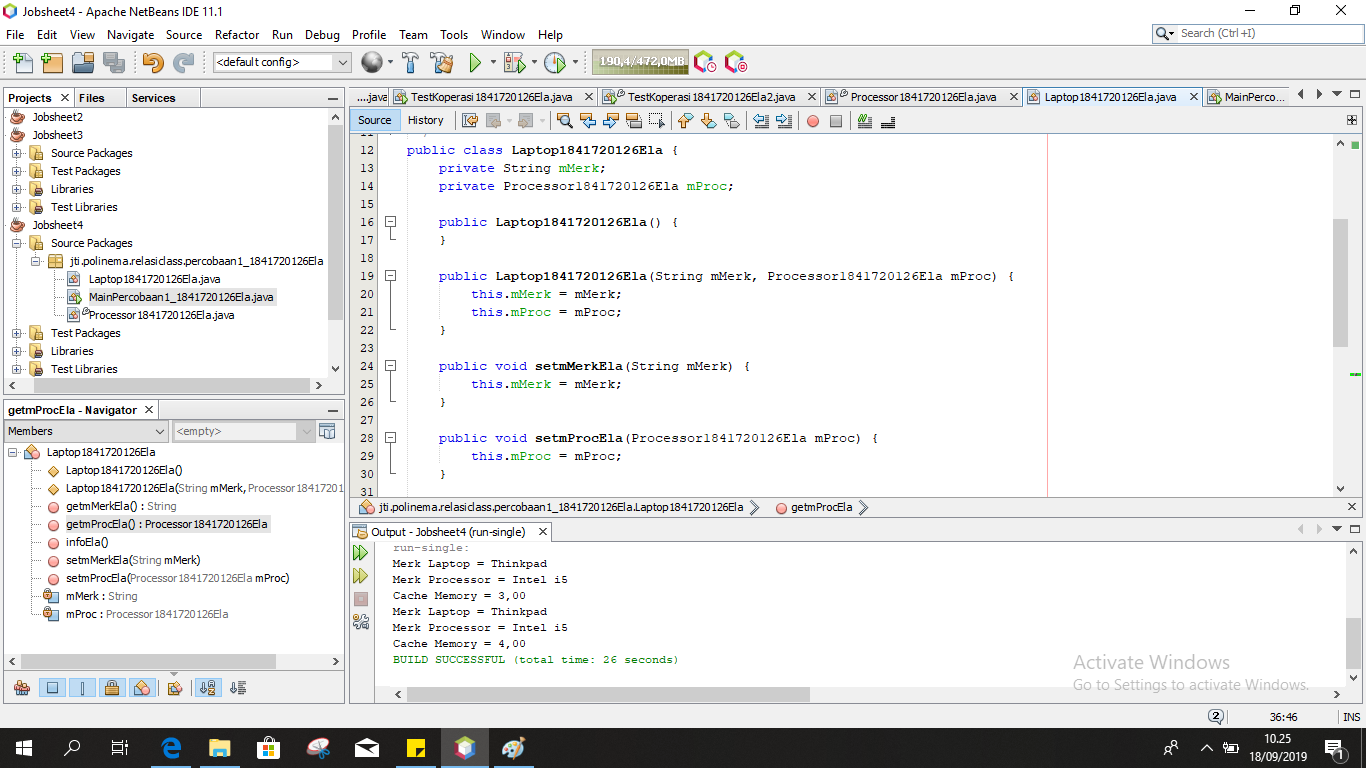 Jobsheet4 - Apache NetBeans IDE 11.1
File Edit View Navigate Source Refactor Run Debug Profile Team Tools Window Help
Search (Ctrl+I)
<default config>
190,4/472,0MB
Projects Files Services
Jobsheet2
Jobsheet3
Source Packages
Test Packages
Libraries
Test Libraries
Jobsheet4
Source Packages
jti.polinema.relasiclass.percobaan1_1841720126Ela
Laptop1841720126Ela.java
MainPercobaan1_1841720126Ela.java
Processor1841720126Ela.java
Test Packages
Libraries
Test Libraries
getmProcEla - Navigator
Members
<empty>
Laptop1841720126Ela
Laptop1841720126Ela()
Laptop1841720126Ela(String mMerk, Processor18417201
getmMerkEla() : String
getmProcEla() : Processor1841720126Ela
infoEla()
setmMerkEla(String mMerk)
setmProcEla(Processor1841720126Ela mProc)
mMerk : String
mProc : Processor1841720126Ela
...java TestKoperasi1841720126Ela.java TestKoperasi1841720126Ela2.java Processor1841720126Ela.java Laptop1841720126Ela.java MainPerco...
Source History
11 }
12 public class Laptop1841720126Ela {
13 private String mMerk;
14 private Processor1841720126Ela mProc;
15
16 public Laptop1841720126Ela() {
17 }
18
19 public Laptop1841720126Ela(String mMerk, Processor1841720126Ela mProc) {
20 this.mMerk = mMerk;
21 this.mProc = mProc;
22 }
23
24 public void setmMerkEla(String mMerk) {
25 this.mMerk = mMerk;
26 }
27
28 public void setmProcEla(Processor1841720126Ela mProc) {
29 this.mProc = mProc;
30 }
31
jti.polinema.relasiclass.percobaan1_1841720126Ela.Laptop1841720126Ela getmProcEla
Output - Jobsheet4 (run-single)
run-single:
Merk Laptop = Thinkpad
Merk Processor = Intel i5
Cache Memory = 3,00
Merk Laptop = Thinkpad
Merk Processor = Intel i5
Cache Memory = 4,00
BUILD SUCCESSFUL (total time: 26 seconds)
Activate Windows
Go to Settings to activate Windows.
2 36:46 INS
10.25
18/09/2019
1